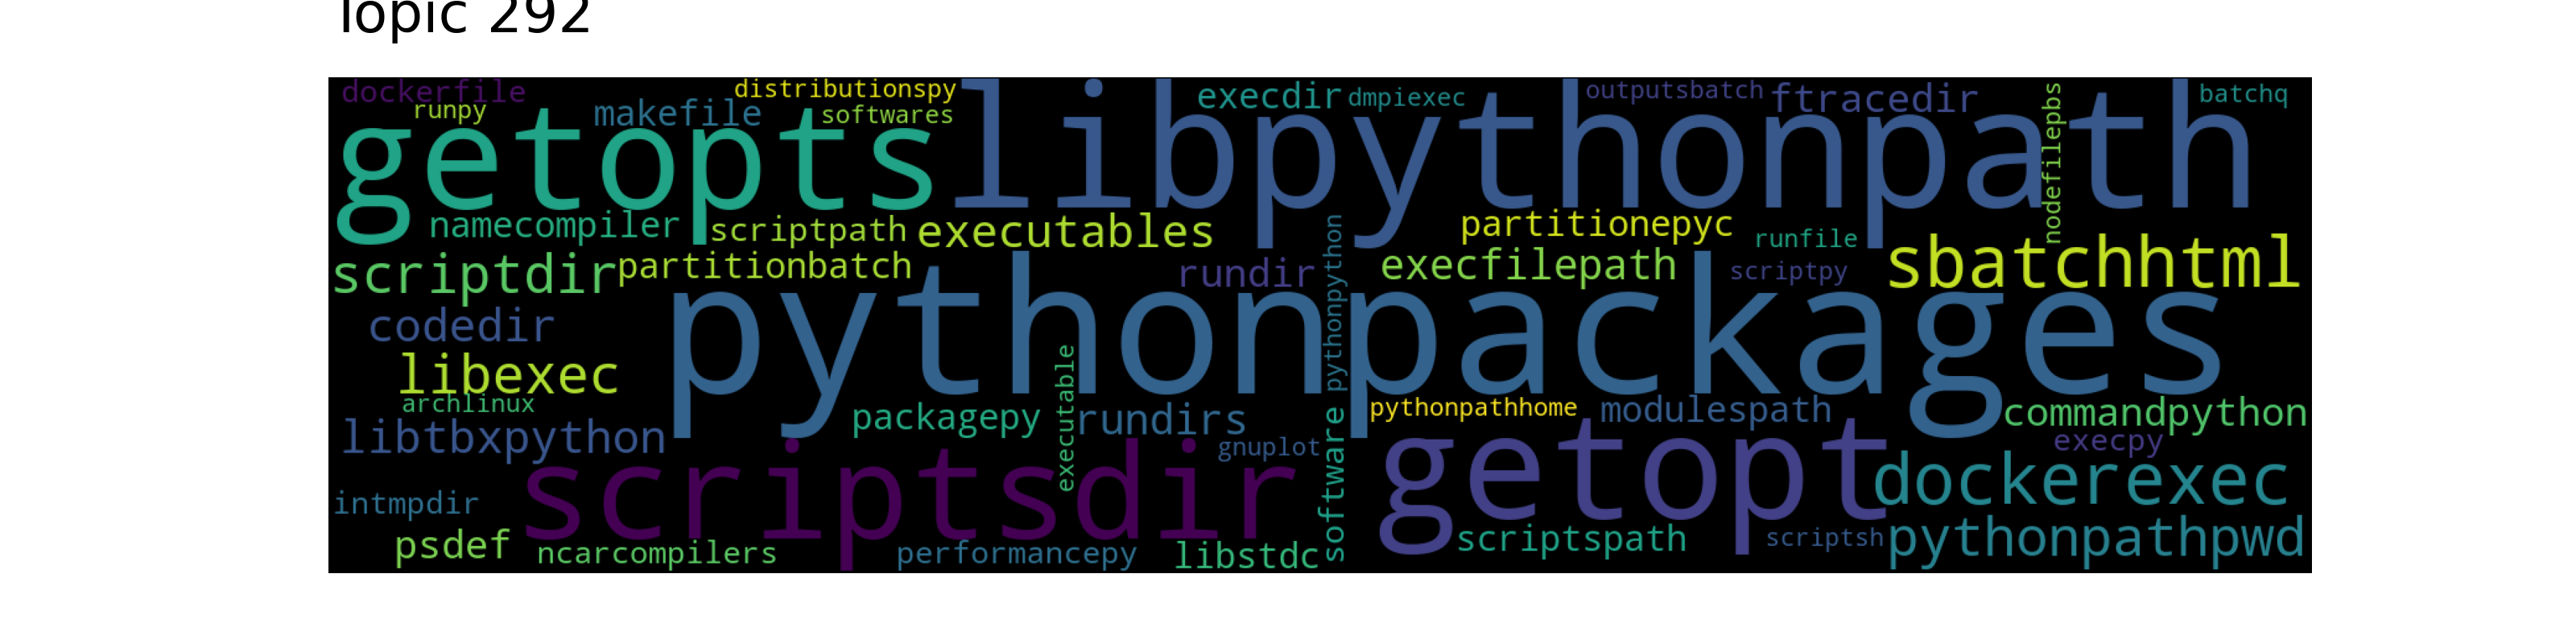 Topic 292
dockerfile distributionspy execdir dmpiexec outputsbatch ftracedir batchq
runpy makefile softwares
getopts libpythonpath
nodefilepbs
namecompiler scriptpath executables partitionepyc runfile
scriptdir partitionbatch rundir execfilepath scriptpy sbatchhtml
pythonpython
codedir pythonpackages
libexec
executable
archlinux packagepy rundirs pythonpathhome modulespath commandpython
libtbxpython gnuplot execpy
software
scriptsdir getopt dockerexec
intmpdir
psdef ncarcompilers performancepy libstdc scriptspath scriptsh pythonpathpwd